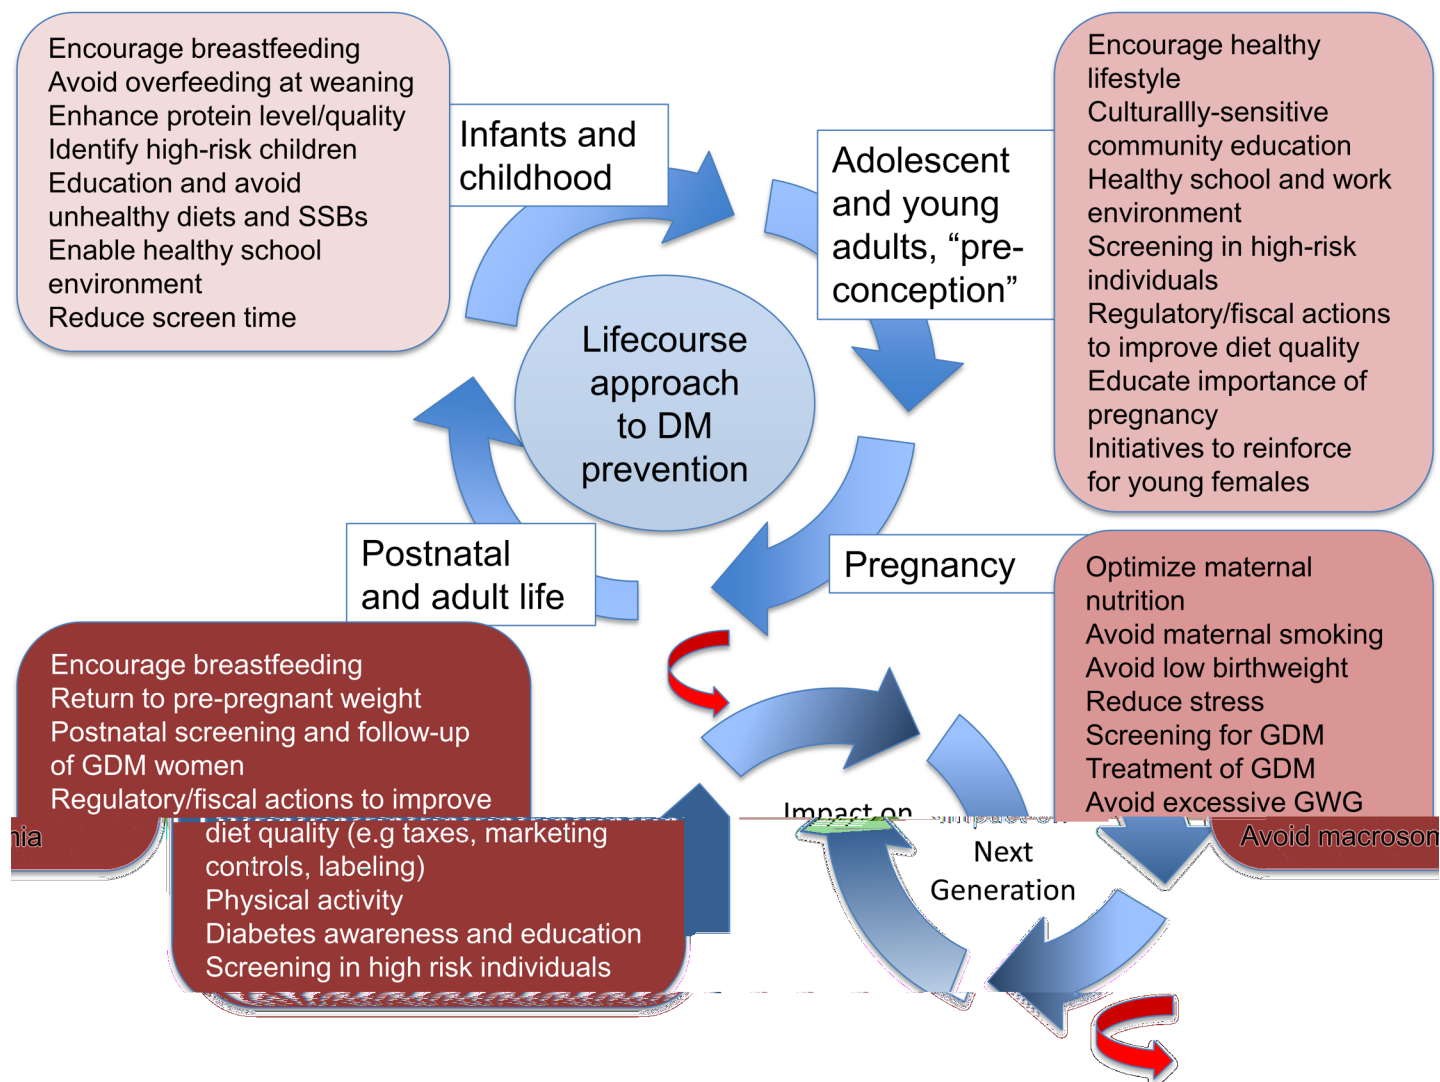 Encourage breastfeeding
Avoid overfeeding at weaning
Enhance protein level/quality
Identify high-risk children
Education and avoid
unhealthy diets and SSBs
Enable healthy school
environment
Reduce screen time
Infants and
childhood
Adolescent
and young
adults, “pre-
conception”
Encourage healthy
lifestyle
Culturallly-sensitive
community education
Healthy school and work
environment
Screening in high-risk
individuals
Regulatory/fiscal actions
to improve diet quality
Educate importance of
pregnancy
Initiatives to reinforce
for young females
Lifecourse
approach
to DM
prevention
Postnatal
and adult life
Pregnancy
Optimize maternal
nutrition
Avoid maternal smoking
Avoid low birthweight
Reduce stress
Screening for GDM
Treatment of GDM
Avoid excessive GWG
Avoid macrosom
nia
Encourage breastfeeding
Return to pre-pregnant weight
Postnatal screening and follow-up
of GDM women
Regulatory/fiscal actions to improve
diet quality (e.g taxes, marketing
controls, labeling)
Physical activity
Diabetes awareness and education
Screening in high risk individuals
Impact on
Next
Generation